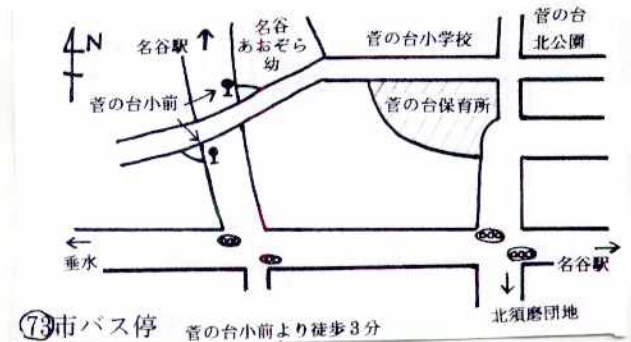 N
名谷駅
名谷
あおぞら
幼
菅の台小学校
菅の台
北公園
菅の台小前
菅の台保育所
垂水
名谷駅
北須磨団地
73市バス停 菅の台小前より徒歩3分